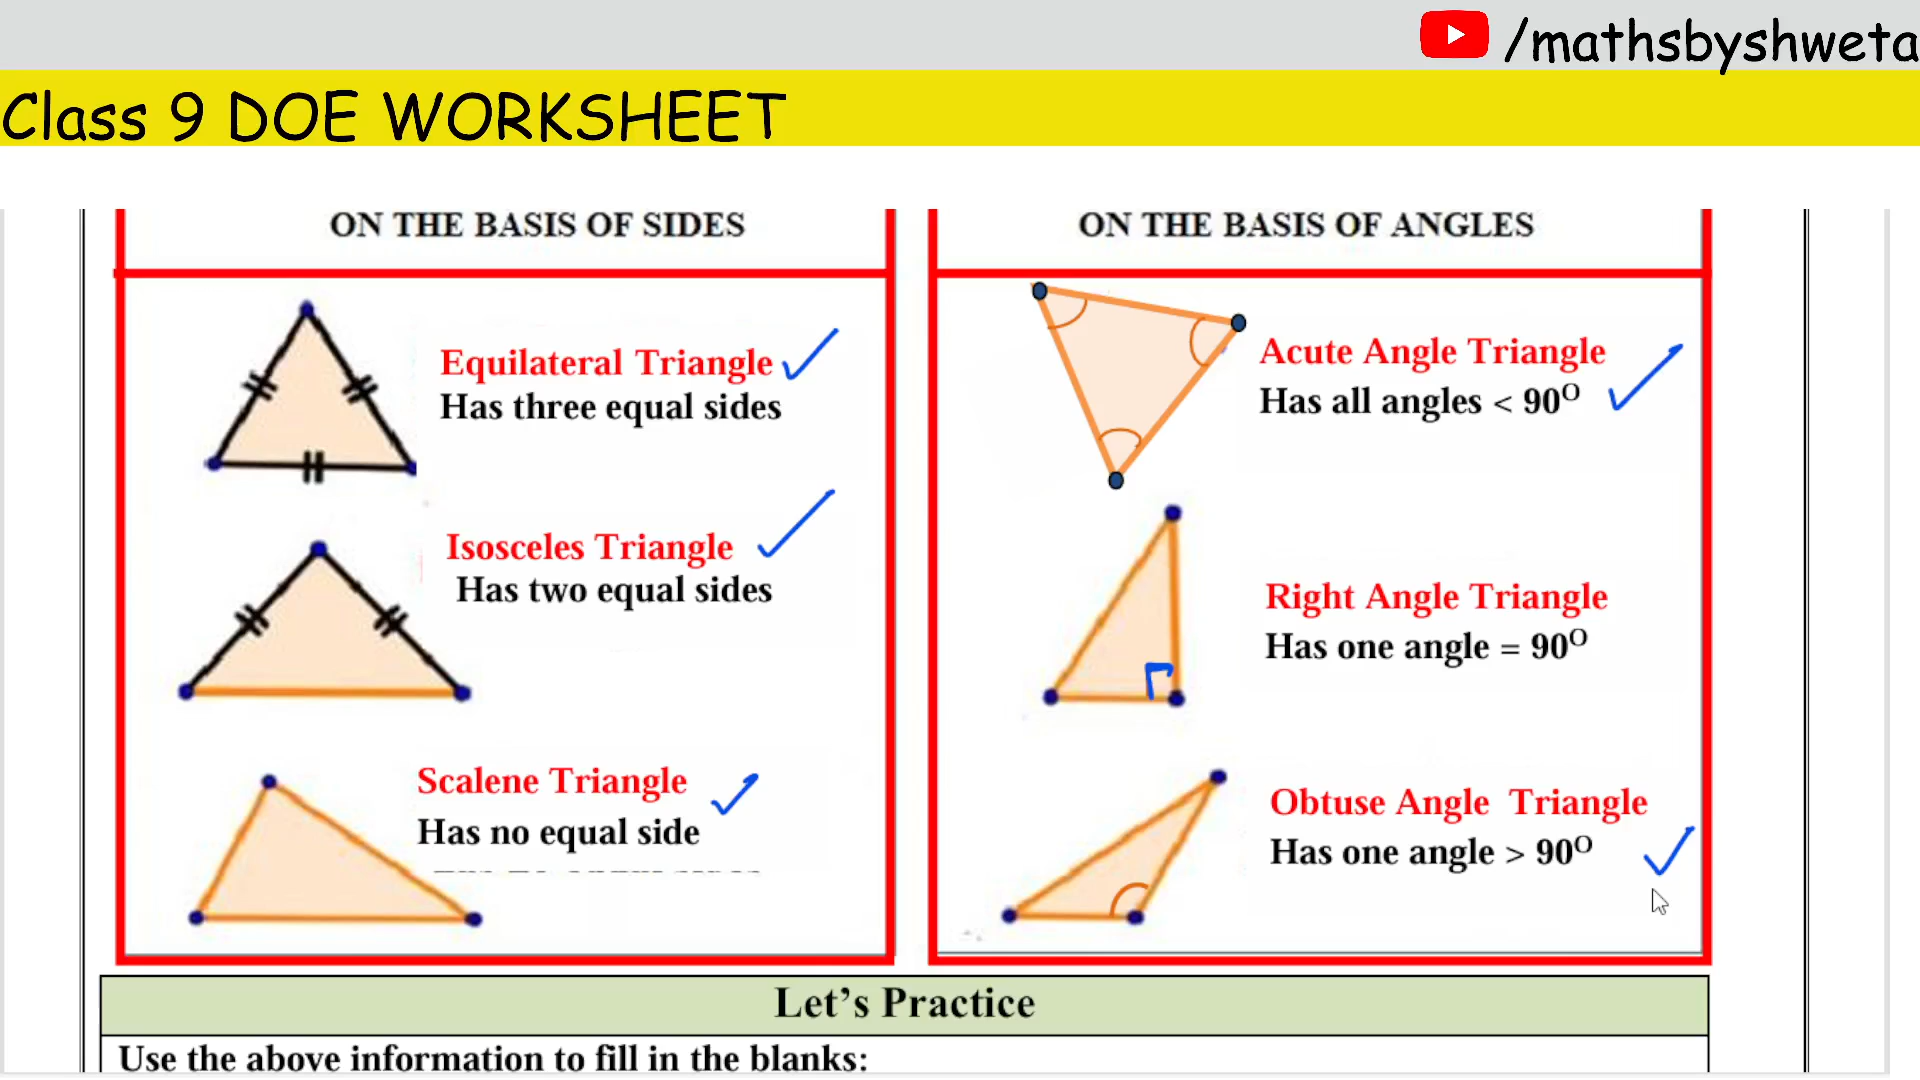 /mathsbyshweta
Class 9 DOE WORKSHEET
ON THE BASIS OF SIDES
Equilateral Triangle
Has three equal sides
Isosceles Triangle
Has two equal sides
Scalene Triangle
Has no equal side
ON THE BASIS OF ANGLES
Acute Angle Triangle
Has all angles < 90ᴼ
Right Angle Triangle
Has one angle = 90ᴼ
Obtuse Angle Triangle
Has one angle > 90ᴼ
Let’s Practice
Use the above information to fill in the blanks: